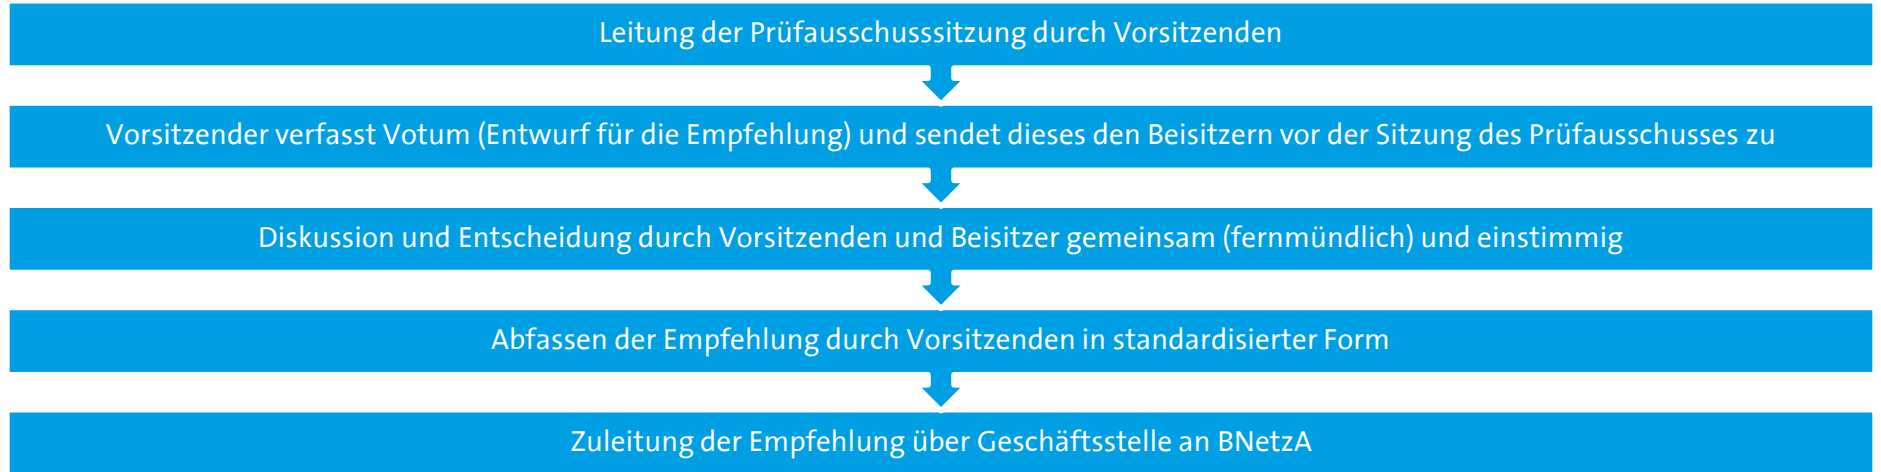 Leitung der Prüfausschusssitzung durch Vorsitzenden
Vorsitzender verfasst Votum (Entwurf für die Empfehlung) und sendet dieses den Beisitzern vor der Sitzung des Prüfausschusses zu
Diskussion und Entscheidung durch Vorsitzenden und Beisitzer gemeinsam (fernmündlich) und einstimmig
Abfassen der Empfehlung durch Vorsitzenden in standardisierter Form
Zuleitung der Empfehlung über Geschäftsstelle an BNetzA